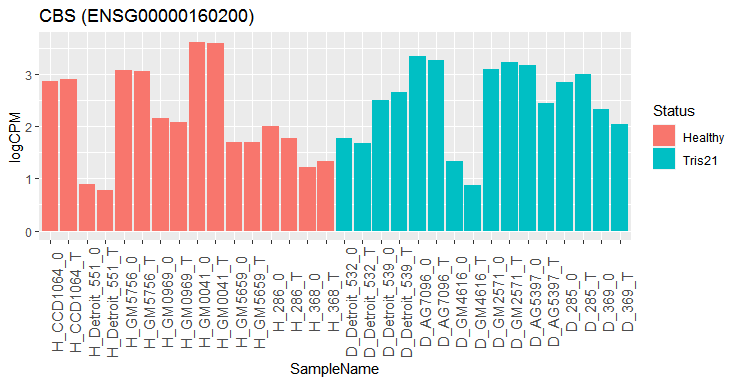 CBS (ENSG00000160200)
logCPM
3
2
1
0
H_CCD1064_0
H_CCD1064_T
H_Detroit_551_0
H_Detroit_551_T
H_GM5756_0
H_GM5756_T
H_GM0969_0
H_GM0969_T
H_GM0041_0
H_GM0041_T
H_GM5659_0
H_GM5659_T
H_286_0
H_286_T
H_368_0
H_368_T
D_Detroit_532_0
D_Detroit_532_T
D_Detroit_539_0
D_Detroit_539_T
D_AG7096_0
D_AG7096_T
D_GM4616_0
D_GM4616_T
D_GM2571_0
D_GM2571_T
D_AG5397_0
D_AG5397_T
D_285_0
D_285_T
D_369_0
D_369_T
SampleName
Status
Healthy
Tris21